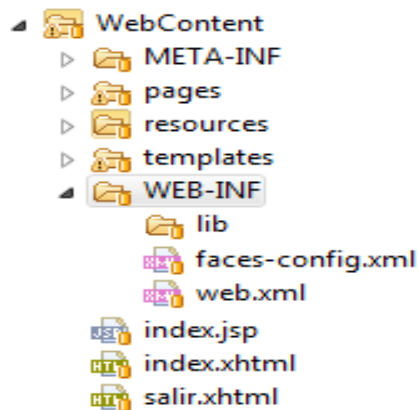 WebContent
META-INF
pages
resources
templates
WEB-INF
lib
faces-config.xml
web.xml
index.jsp
index.xhtml
salir.xhtml